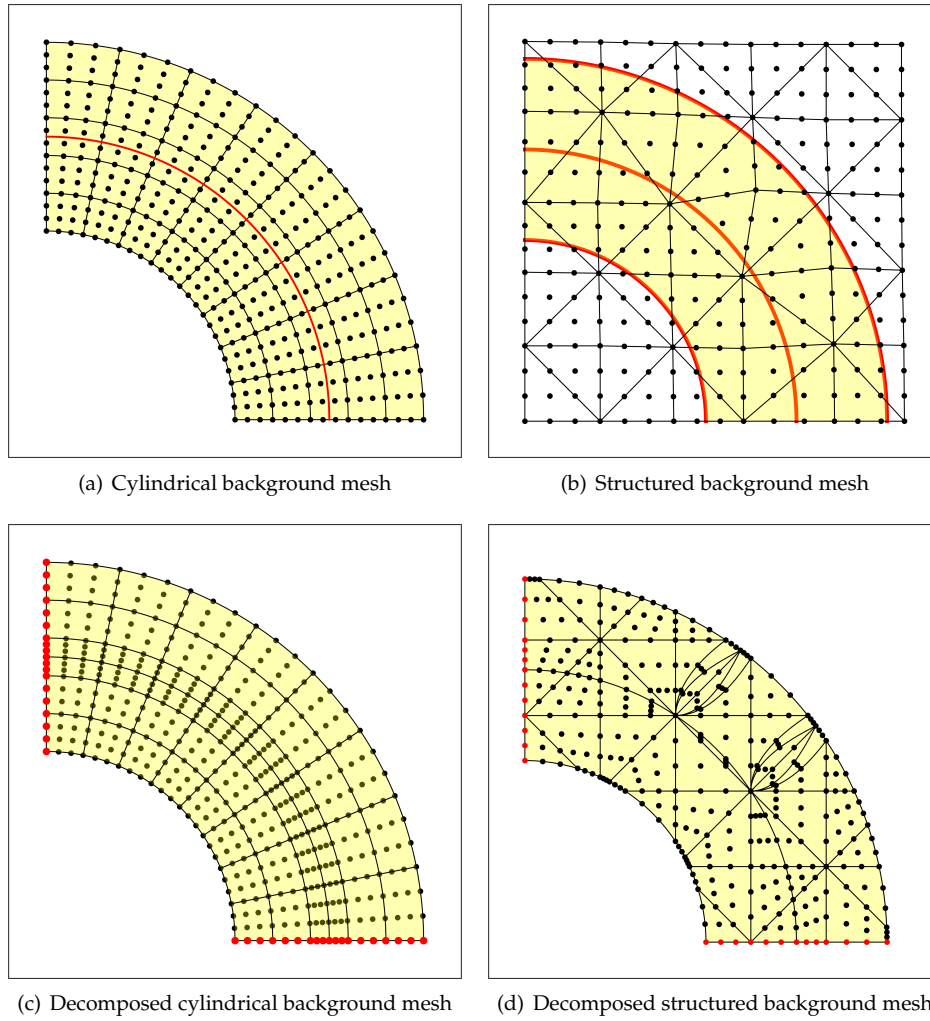 (a) Cylindrical background mesh
(b) Structured background mesh
(c) Decomposed cylindrical background mesh
(d) Decomposed structured background mesh